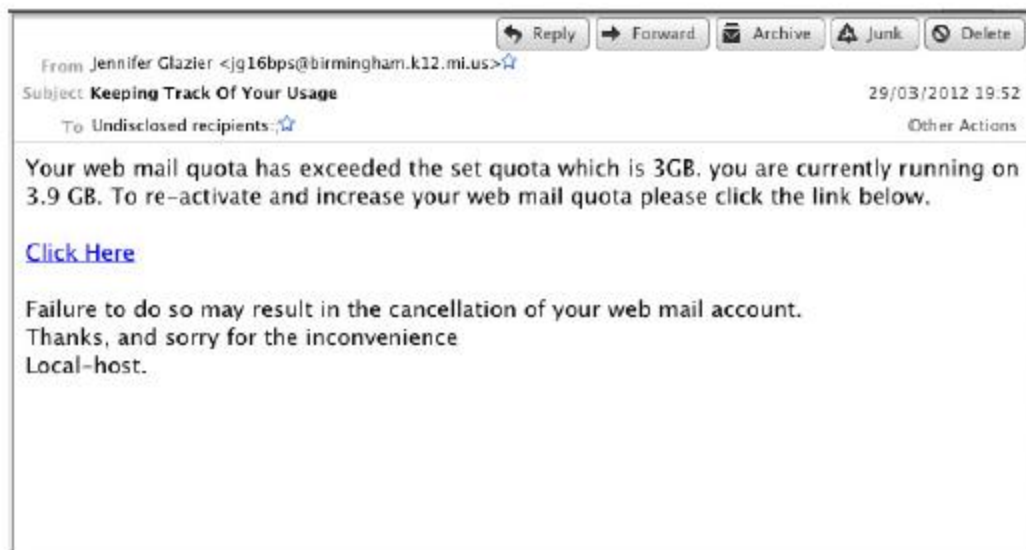 Reply Forward Archive Junk Delete
From Jennifer Glazier <jg16bps@birmingham.k12.mi.us>
Subject Keeping Track Of Your Usage 29/03/2012 19:52
To Undisclosed recipients:; Other Actions
Your web mail quota has exceeded the set quota which is 3GB. you are currently running on
3.9 GB. To re-activate and increase your web mail quota please click the link below.
Click Here
Failure to do so may result in the cancellation of your web mail account.
Thanks, and sorry for the inconvenience
Local-host.